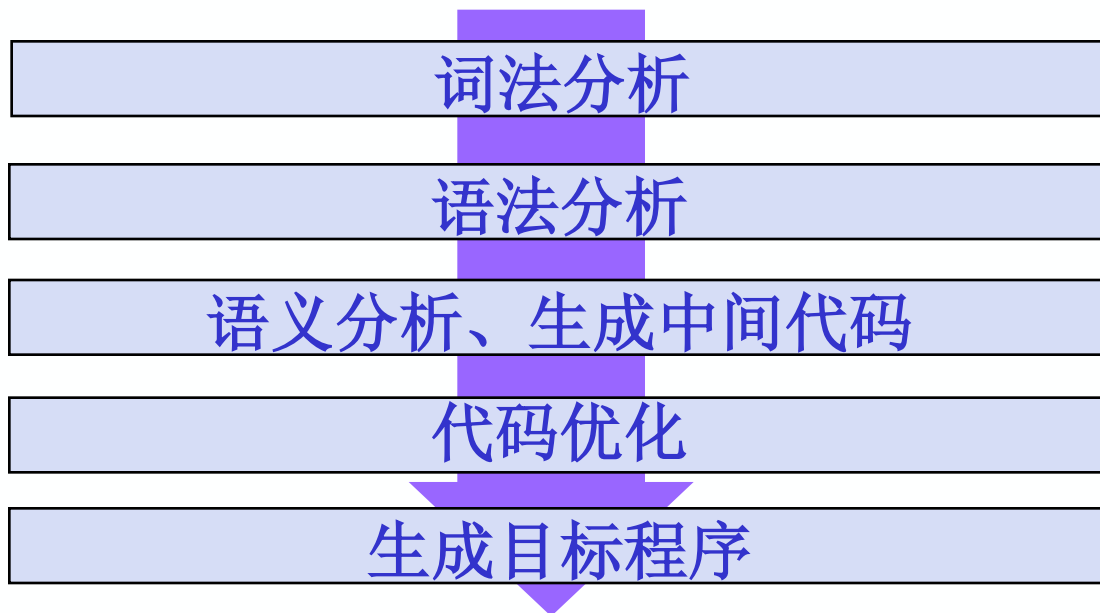 词法分析
语法分析
语义分析、生成中间代码
代码优化
生成目标程序